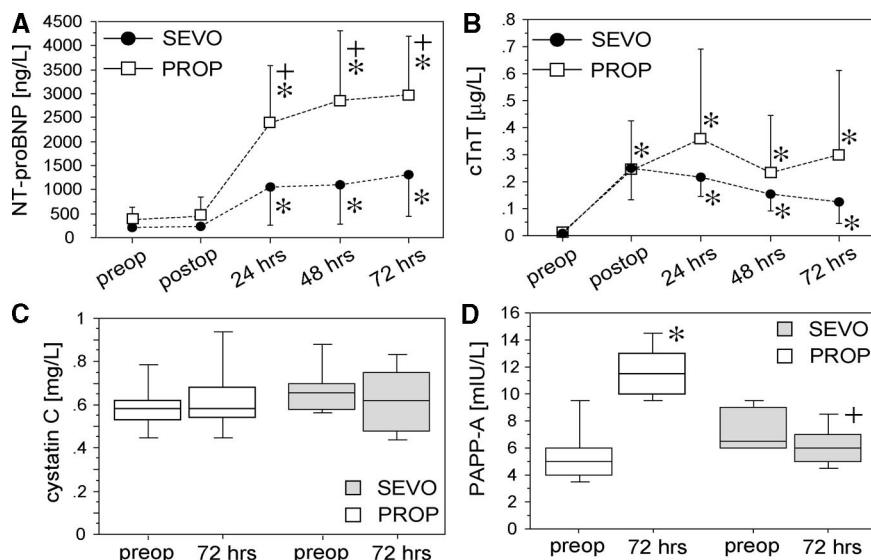 A
NT-proBNP [ng/L]
4500
4000
3500
3000
2500
2000
1500
1000
500
0
SEVO
PROP
+
*
+
*
+
*
*
*
*
preop
postop
24 hrs
48 hrs
72 hrs
B
cTnT [µg/L]
.8
.7
.6
.5
.4
.3
.2
.1
0
SEVO
PROP
*
*
*
*
*
*
*
preop
postop
24 hrs
48 hrs
72 hrs
C
cystatin C [mg/L]
1
.8
.6
.4
.2
0
SEVO
PROP
preop
72 hrs
preop
72 hrs
D
PAPP-A [mIU/L]
16
14
12
10
8
6
4
2
0
SEVO
PROP
*
+
preop
72 hrs
preop
72 hrs